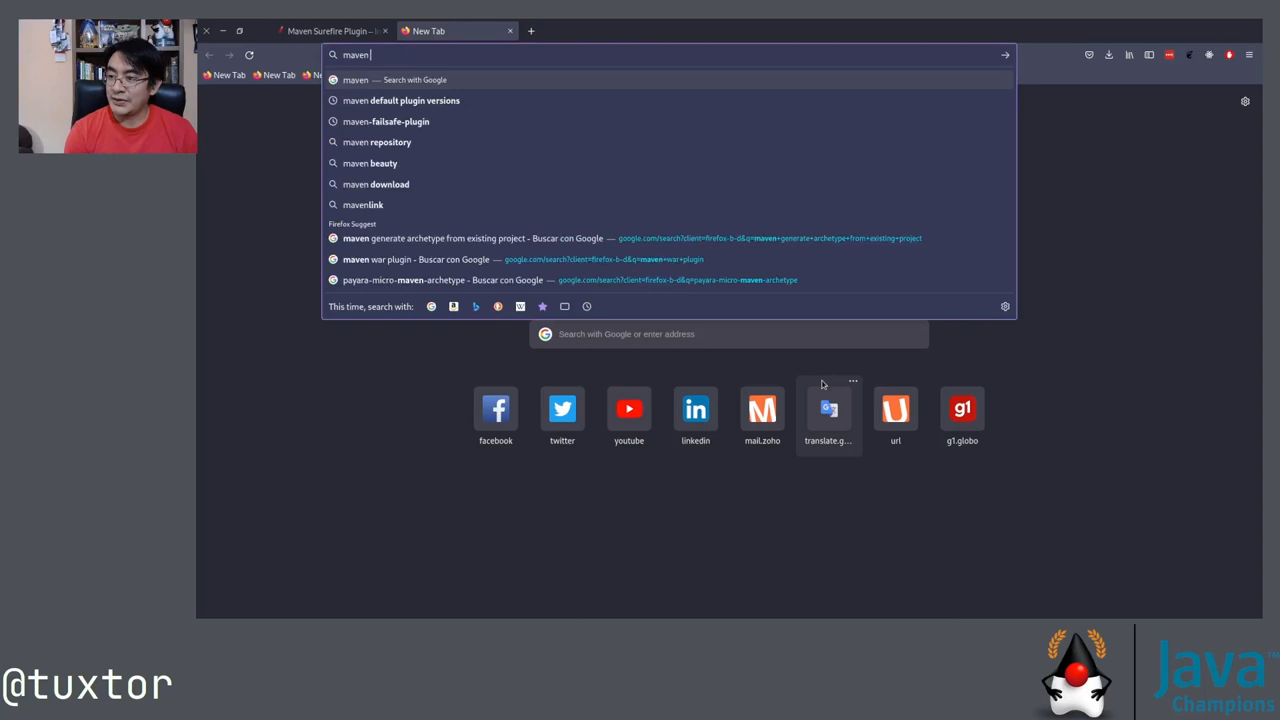 Maven Surefire Plugin – I
New Tab
maven
New Tab
New Tab
maven — Search with Google
maven default plugin versions
maven-failsafe-plugin
maven repository
maven beauty
maven download
mavenlink
Firefox Suggest
maven generate archetype from existing project - Buscar con Google — google.com/search?client=firefox-b-d&q=maven+generate+archetype+from+existing+project
maven war plugin - Buscar con Google — google.com/search?client=firefox-b-d&q=maven+war+plugin
payara-micro-maven-archetype - Buscar con Google — google.com/search?client=firefox-b-d&q=payara-micro-maven-archetype
This time, search with:
Search with Google or enter address
facebook
twitter
youtube
linkedin
mail.zoho
translate.g...
url
g1.globo
@tuxtor
Java
Champions